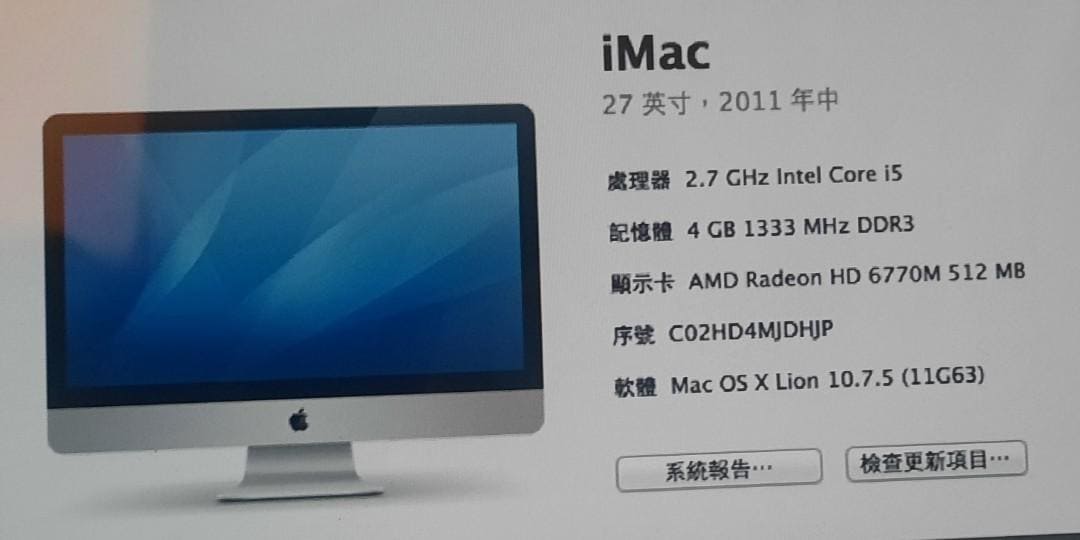 iMac
27 英寸，2011 年中
處理器 2.7 GHz Intel Core i5
記憶體 4 GB 1333 MHz DDR3
顯示卡 AMD Radeon HD 6770M 512 MB
序號 C02HD4MJDHJP
軟體 Mac OS X Lion 10.7.5 (11G63)
系統報告⋯ 檢查更新項目⋯